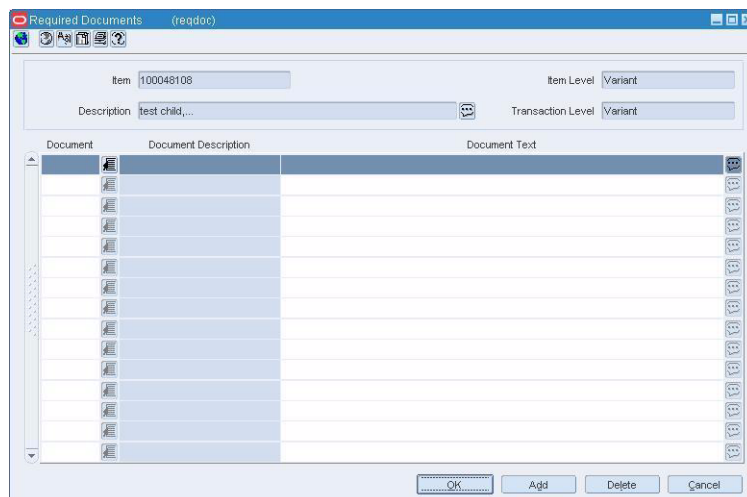 Required Documents (reqdoc)
Item 100048108 Item Level Variant
Description test child,... Transaction Level Variant
Document Document Description Document Text
OK Add Delete Cancel